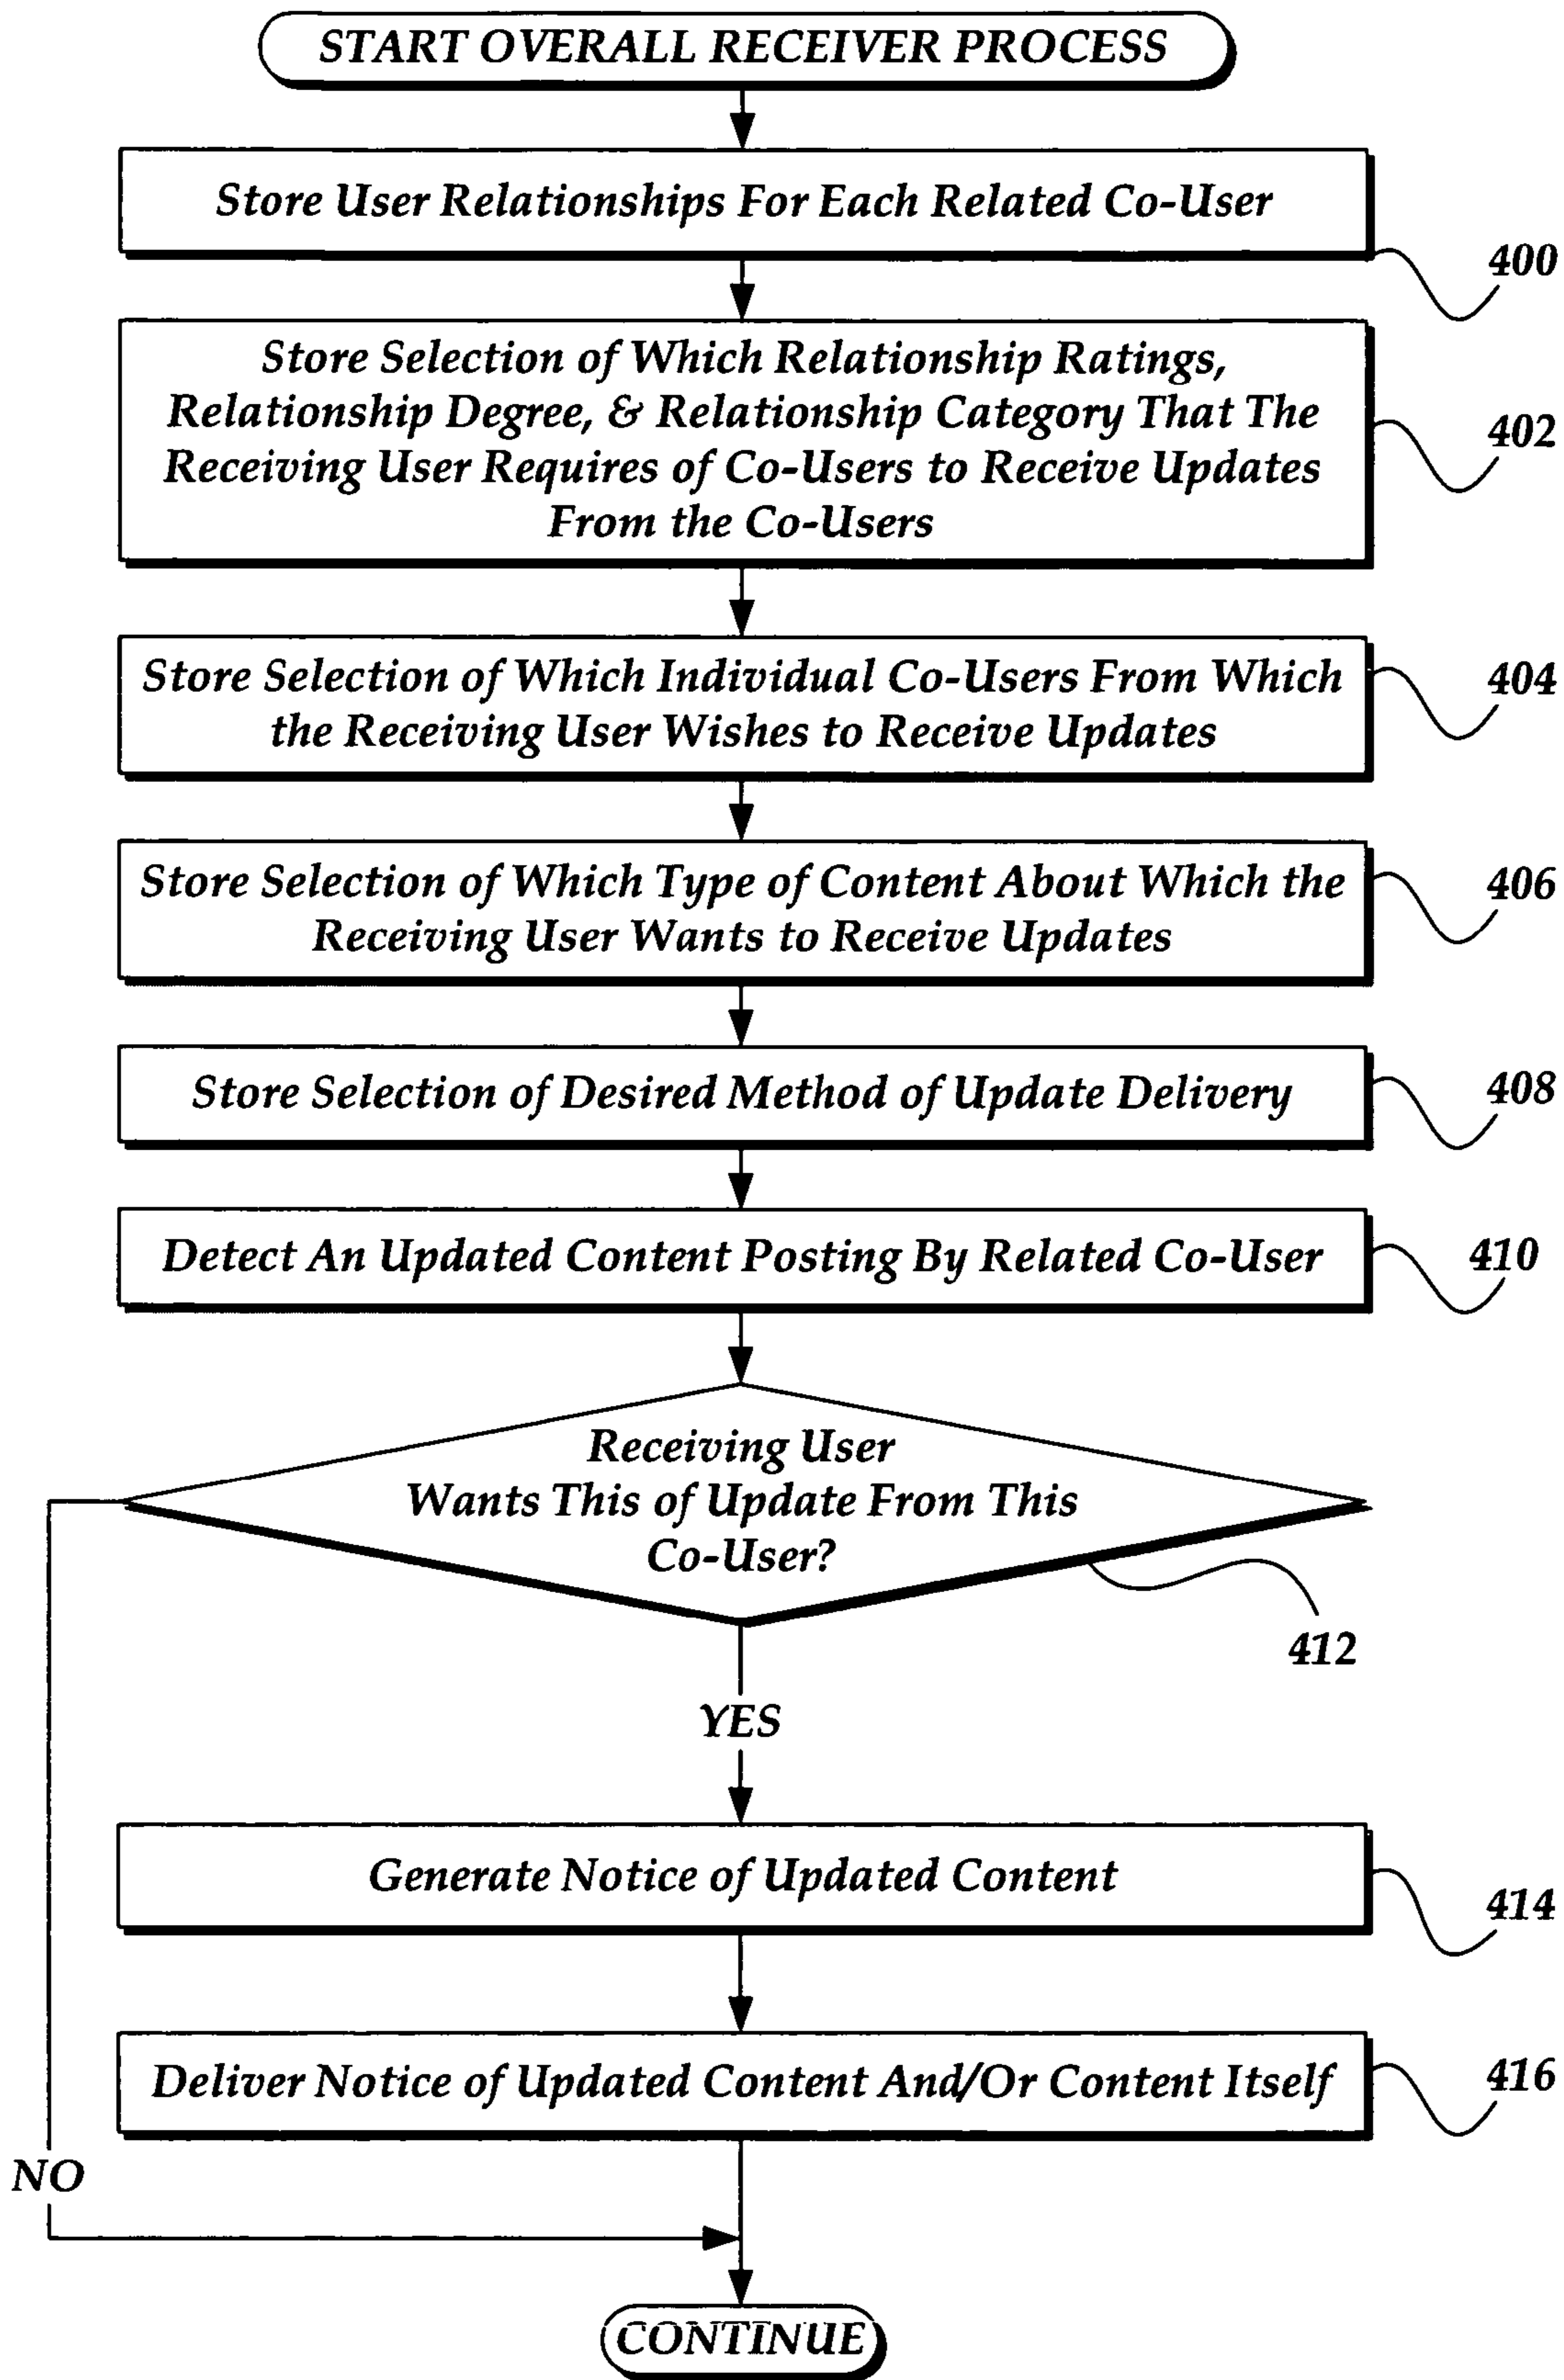 START OVERALL RECEIVER PROCESS
Store User Relationships For Each Related Co-User
400
Store Selection of Which Relationship Ratings,
Relationship Degree, & Relationship Category That The
Receiving User Requires of Co-Users to Receive Updates
From the Co-Users
402
Store Selection of Which Individual Co-Users From Which
the Receiving User Wishes to Receive Updates
404
Store Selection of Which Type of Content About Which the
Receiving User Wants to Receive Updates
406
Store Selection of Desired Method of Update Delivery
408
Detect An Updated Content Posting By Related Co-User
410
Receiving User
Wants This of Update From This
Co-User?
412
YES
Generate Notice of Updated Content
414
Deliver Notice of Updated Content And/Or Content Itself
416
NO
CONTINUE